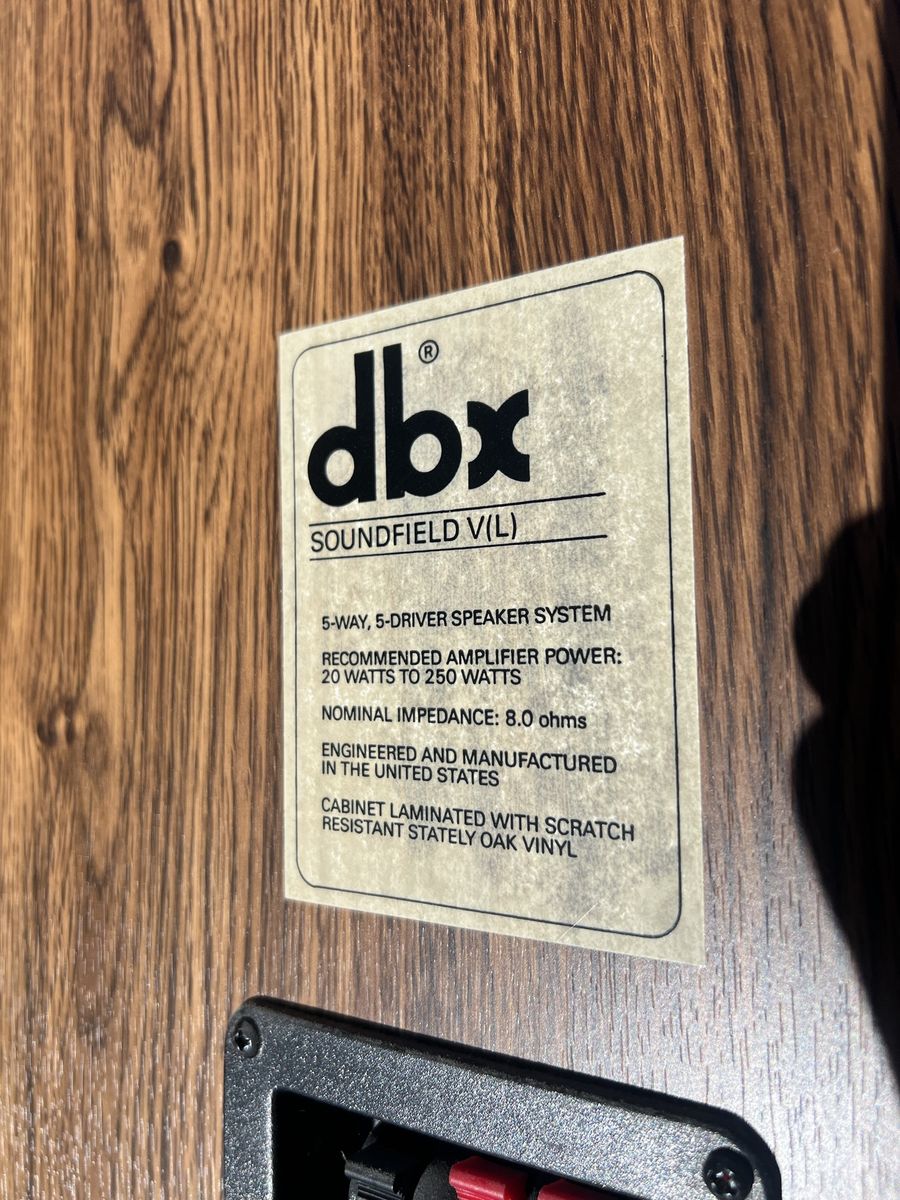 dbx®
SOUNDFIELD V(L)
5-WAY, 5-DRIVER SPEAKER SYSTEM
RECOMMENDED AMPLIFIER POWER:
20 WATTS TO 250 WATTS
NOMINAL IMPEDANCE: 8.0 ohms
ENGINEERED AND MANUFACTURED
IN THE UNITED STATES
CABINET LAMINATED WITH SCRATCH
RESISTANT STATELY OAK VINYL